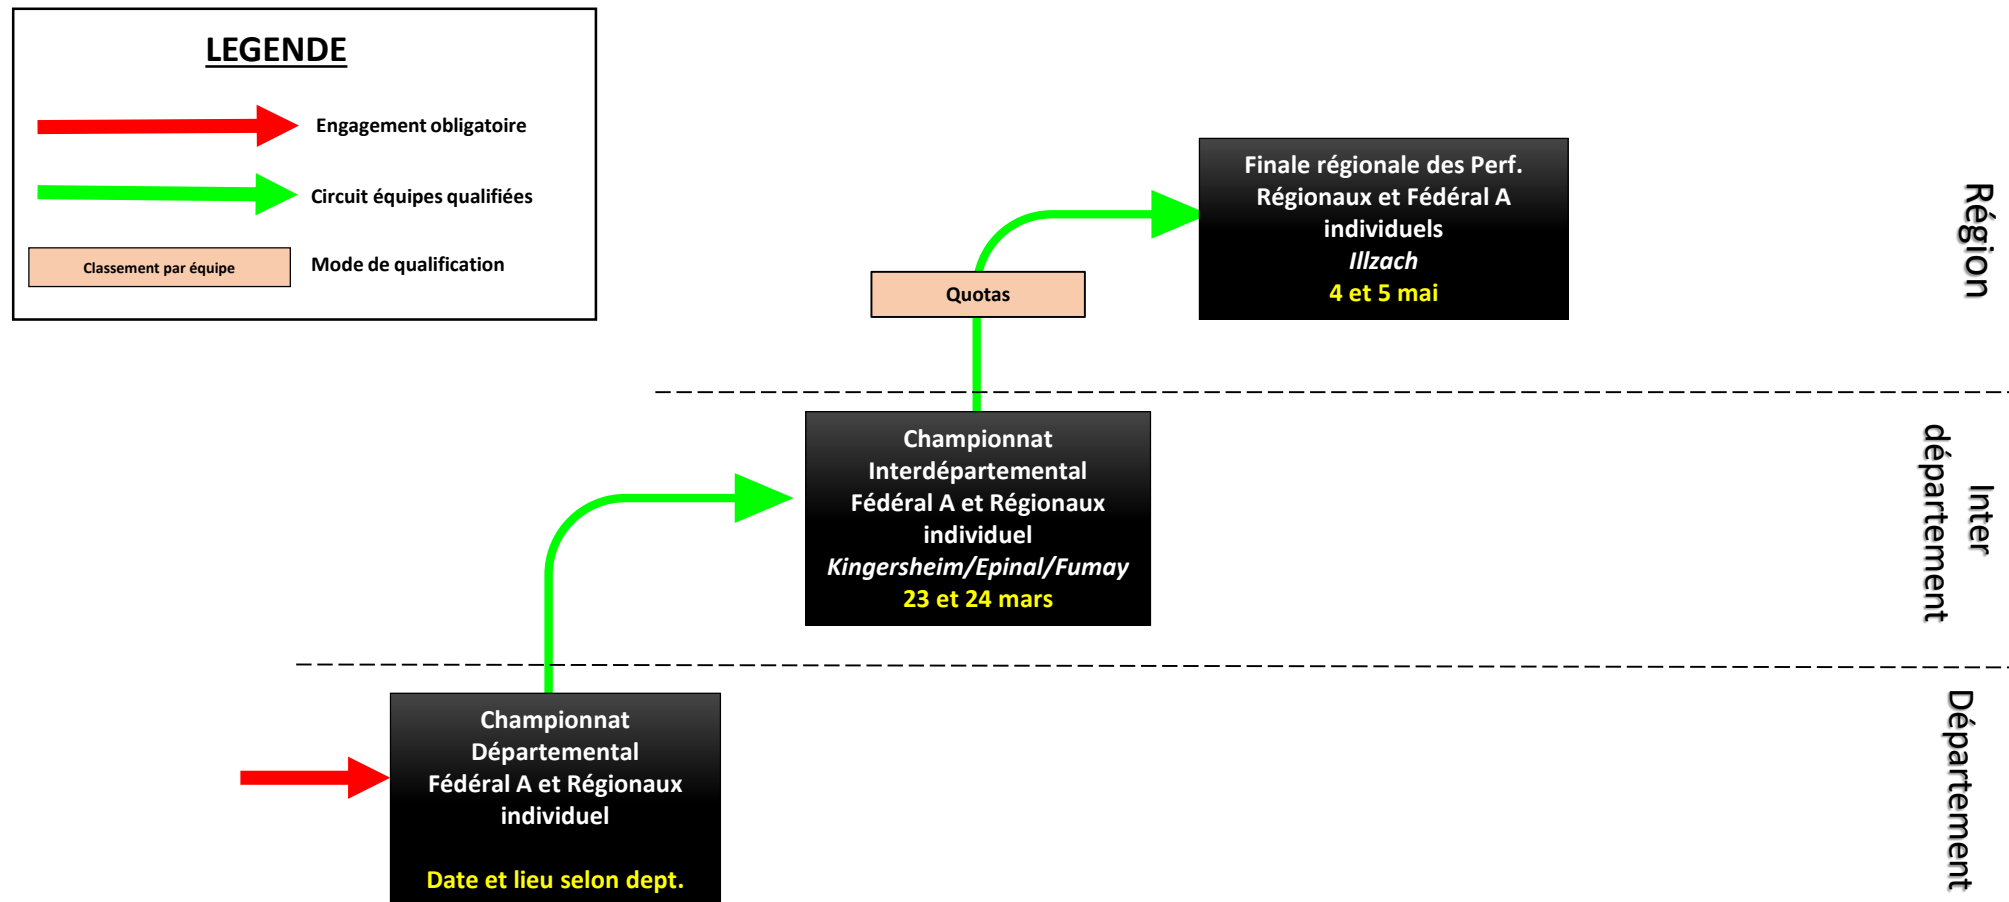 LEGENDE
Engagement obligatoire
Circuit équipes qualifiées
Classement par équipe
Mode de qualification
Finale régionale des Perf.
Régionaux et Fédéral A
individuels
Illzach
4 et 5 mai
Quotas
Région
Championnat
Interdépartemental
Fédéral A et Régionaux
individuel
Kingersheim/Epinal/Fumay
23 et 24 mars
Inter
département
Championnat
Départemental
Fédéral A et Régionaux
individuel
Date et lieu selon dept.
Département